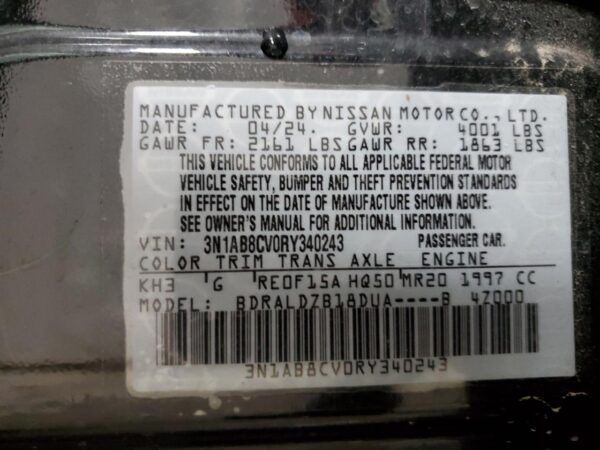 MANUFACTURED BY NISSAN MOTOR CO., LTD.
DATE: 04/24. GVWR: 4001 LBS
GAWR FR: 2161 LBS GAWR RR: 1863 LBS
THIS VEHICLE CONFORMS TO ALL APPLICABLE FEDERAL MOTOR
VEHICLE SAFETY, BUMPER AND THEFT PREVENTION STANDARDS
IN EFFECT ON THE DATE OF MANUFACTURE SHOWN ABOVE.
SEE OWNER'S MANUAL FOR ADDITIONAL INFORMATION.
VIN: 3N1AB8CV0RY340243 PASSENGER CAR.
COLOR TRIM TRANS AXLE ENGINE
KH3 G RE0F15A HQ50 MR20 1997 CC
MODEL: BDRALDZB18DUA----B 4Z000
3N1AB8CV0RY340243